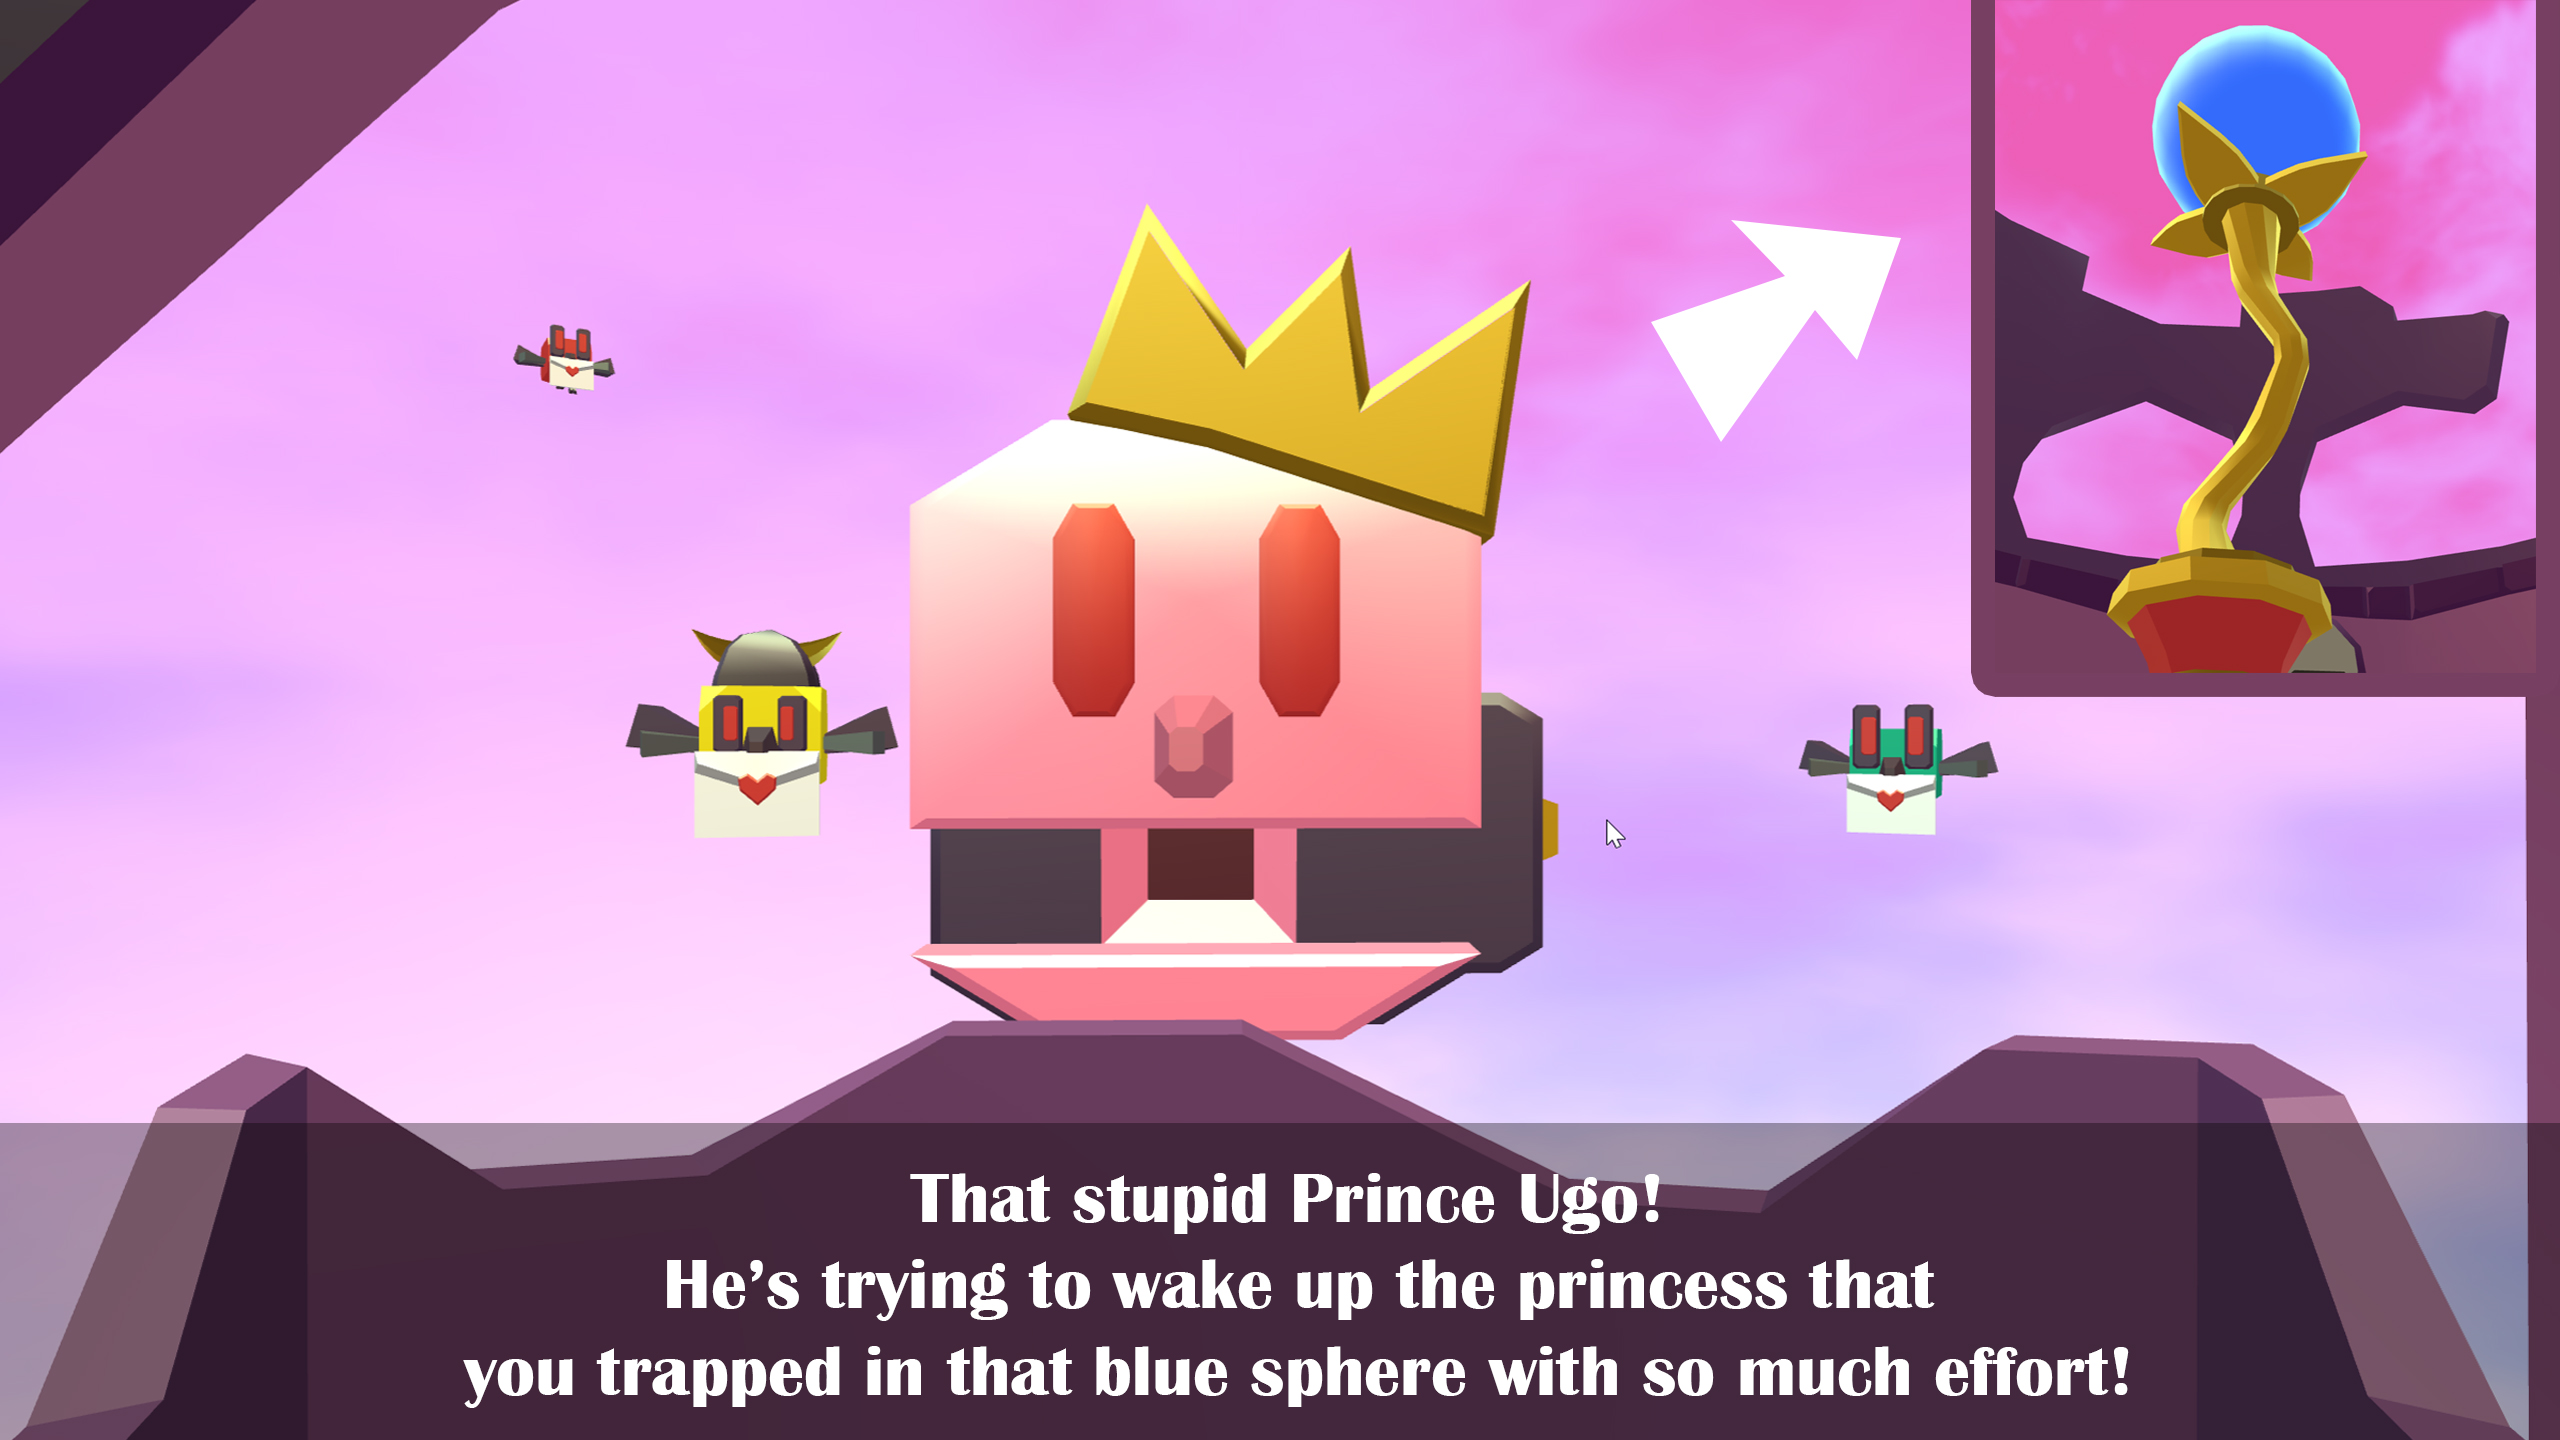 That stupid Prince Ugo!
He's trying to wake up the princess that
you trapped in that blue sphere with so much effort!